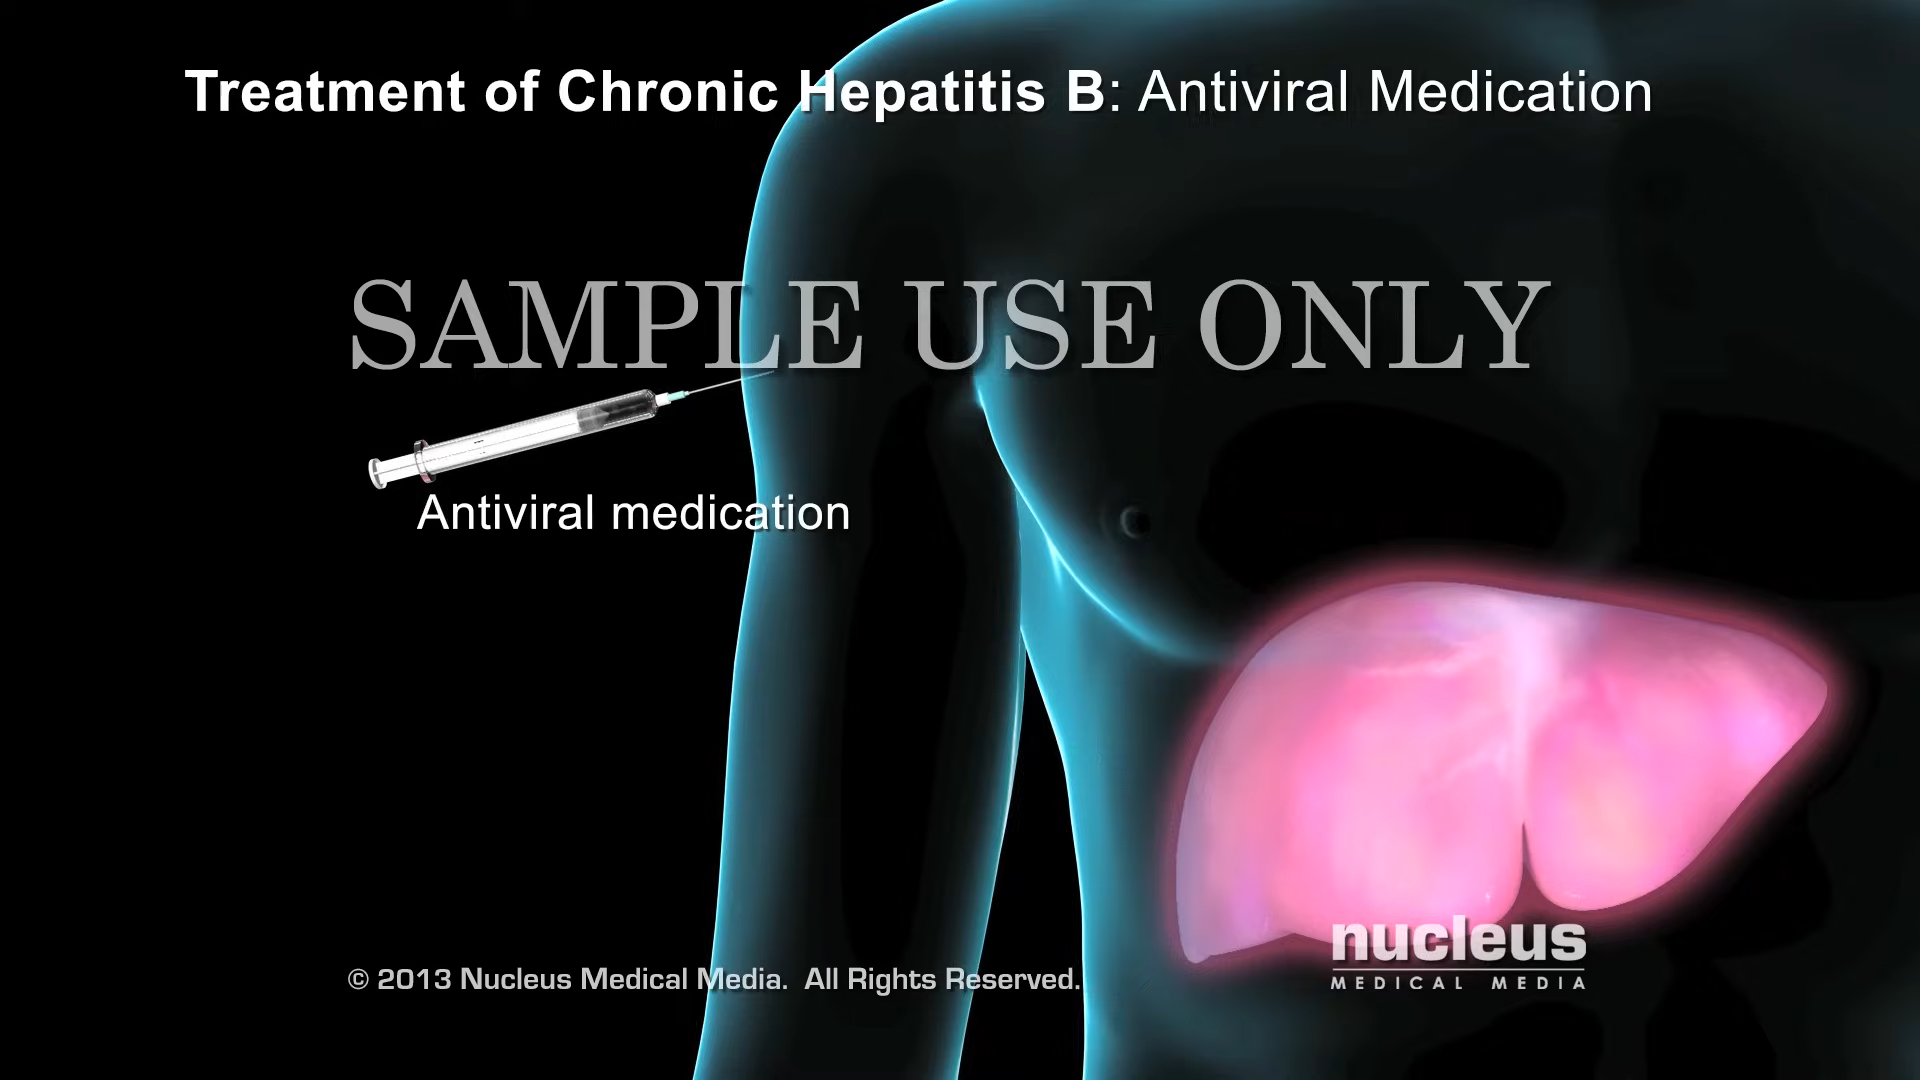 Treatment of Chronic Hepatitis B: Antiviral Medication
SAMPLE USE ONLY
Antiviral medication
nucleus
MEDICAL MEDIA
© 2013 Nucleus Medical Media. All Rights Reserved.